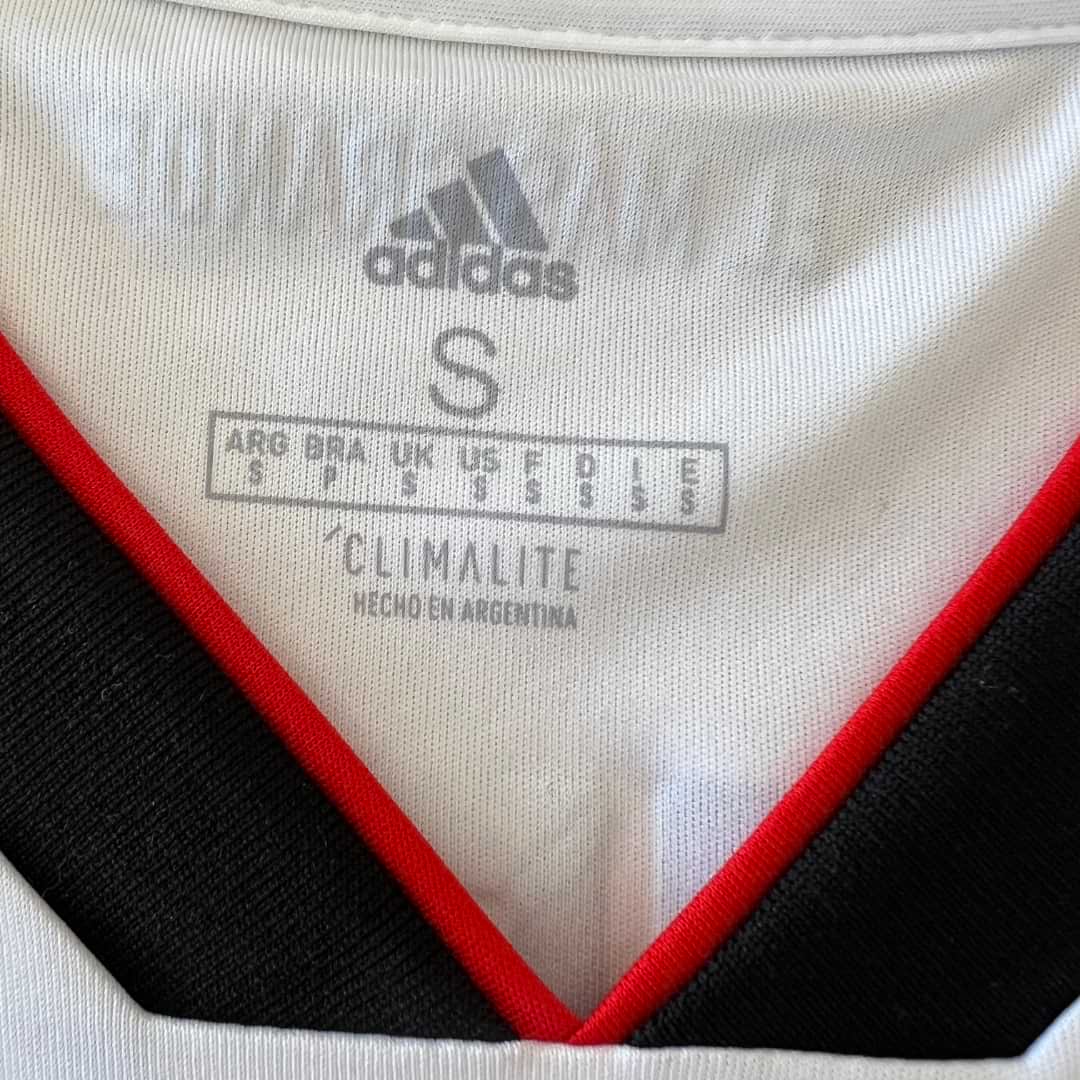 adidas
S
ARG BRA UK US F D I E
S P S S S S S S
CLIMALITE
HECHO EN ARGENTINA